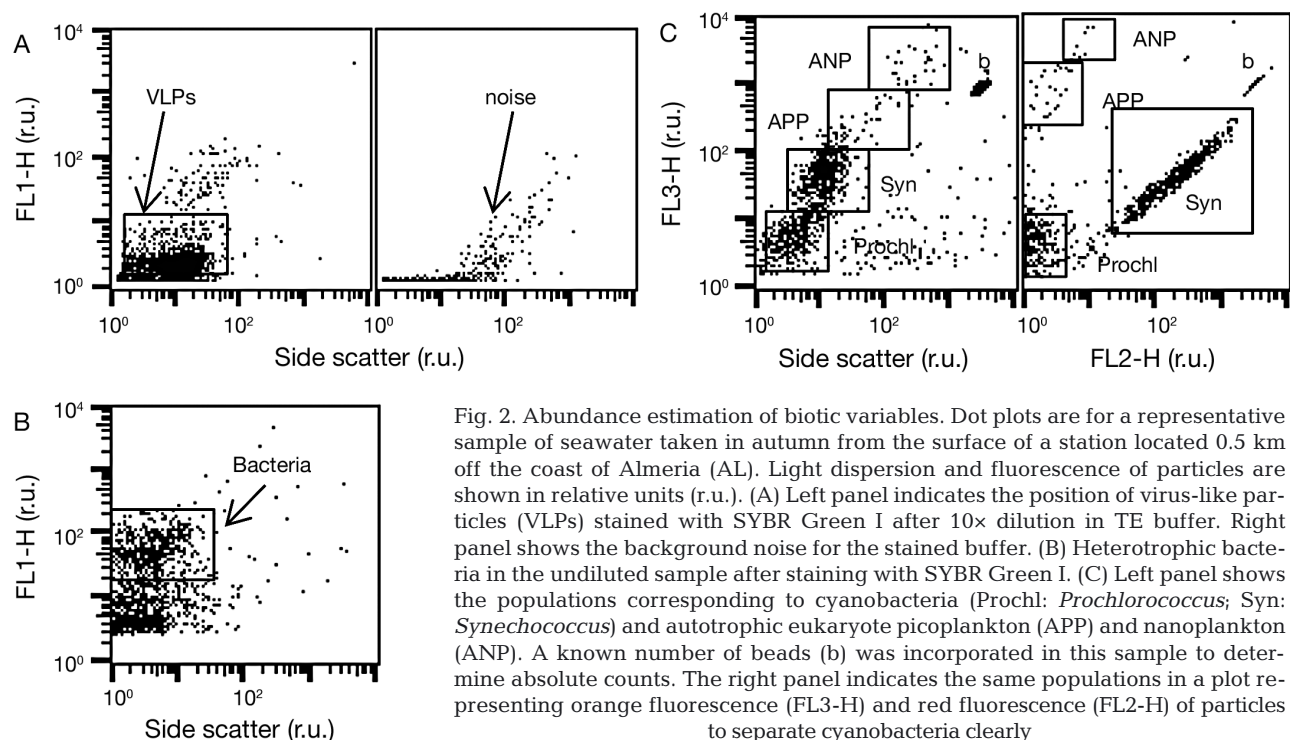 A
10⁴
10²
10⁰
FL1-H (r.u.)
VLPs
noise
10⁰
10²
10⁰
10²
Side scatter (r.u.)
C
10⁴
10²
10⁰
FL3-H (r.u.)
ANP
APP
b
Syn
Prochl
10⁰
10²
Side scatter (r.u.)
ANP
b
APP
Syn
Prochl
10⁰
10²
FL2-H (r.u.)
B
10⁴
10²
10⁰
FL1-H (r.u.)
Bacteria
10⁰
10²
Side scatter (r.u.)
Fig. 2. Abundance estimation of biotic variables. Dot plots are for a representative
sample of seawater taken in autumn from the surface of a station located 0.5 km
off the coast of Almeria (AL). Light dispersion and fluorescence of particles are
shown in relative units (r.u.). (A) Left panel indicates the position of virus-like par-
ticles (VLPs) stained with SYBR Green I after 10× dilution in TE buffer. Right
panel shows the background noise for the stained buffer. (B) Heterotrophic bacte-
ria in the undiluted sample after staining with SYBR Green I. (C) Left panel shows
the populations corresponding to cyanobacteria (Prochl: Prochlorococcus; Syn:
Synechococcus) and autotrophic eukaryote picoplankton (APP) and nanoplankton
(ANP). A known number of beads (b) was incorporated in this sample to deter-
mine absolute counts. The right panel indicates the same populations in a plot re-
presenting orange fluorescence (FL3-H) and red fluorescence (FL2-H) of particles
to separate cyanobacteria clearly